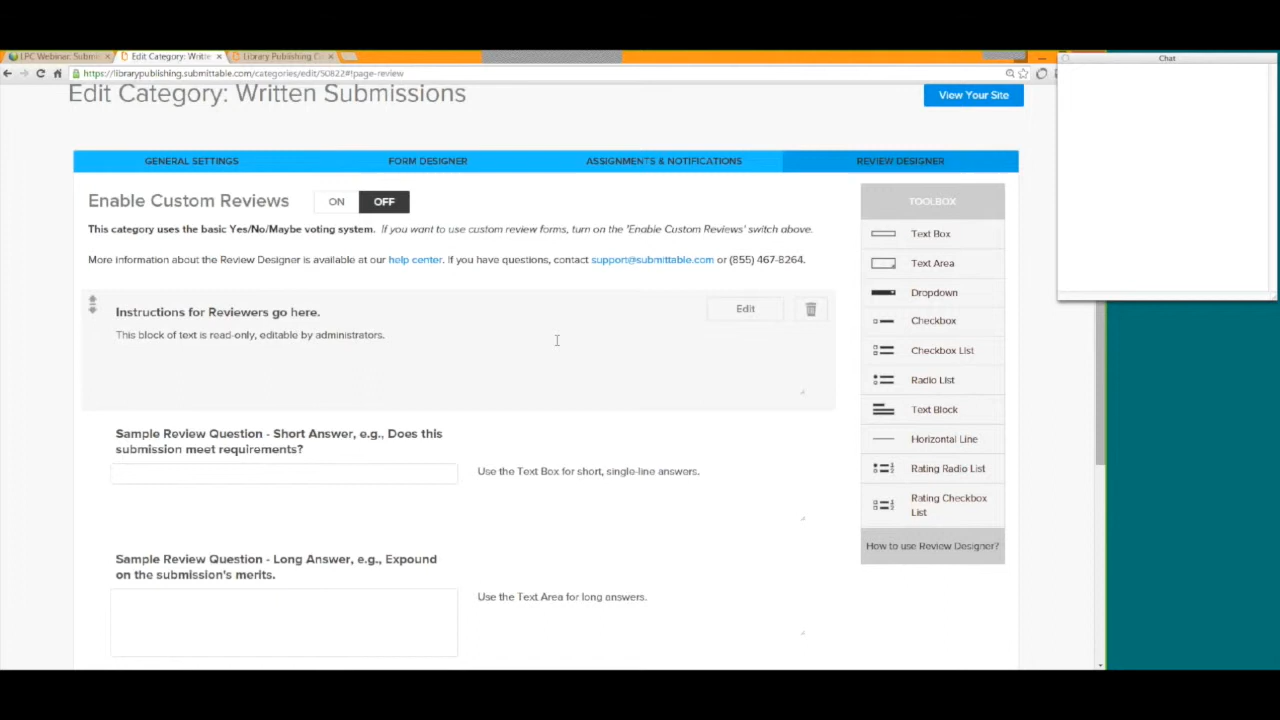 LPC Webinar: Submis
Edit Category: Writte
Library Publishing C
Chat
https://librarypublishing.submittable.com/categories/edit/50822#!page-review
Edit Category: Written Submissions
View Your Site
GENERAL SETTINGS
FORM DESIGNER
ASSIGNMENTS & NOTIFICATIONS
REVIEW DESIGNER
Enable Custom Reviews
ON
OFF
This category uses the basic Yes/No/Maybe voting system. If you want to use custom review forms, turn on the 'Enable Custom Reviews' switch above.
More information about the Review Designer is available at our help center. If you have questions, contact support@submittable.com or (855) 467-8264.
Instructions for Reviewers go here.
Edit
This block of text is read-only, editable by administrators.
Sample Review Question - Short Answer, e.g., Does this
submission meet requirements?
Use the Text Box for short, single-line answers.
Sample Review Question - Long Answer, e.g., Expound
on the submission's merits.
Use the Text Area for long answers.
TOOLBOX
Text Box
Text Area
Dropdown
Checkbox
Checkbox List
Radio List
Text Block
Horizontal Line
Rating Radio List
Rating Checkbox
List
How to use Review Designer?